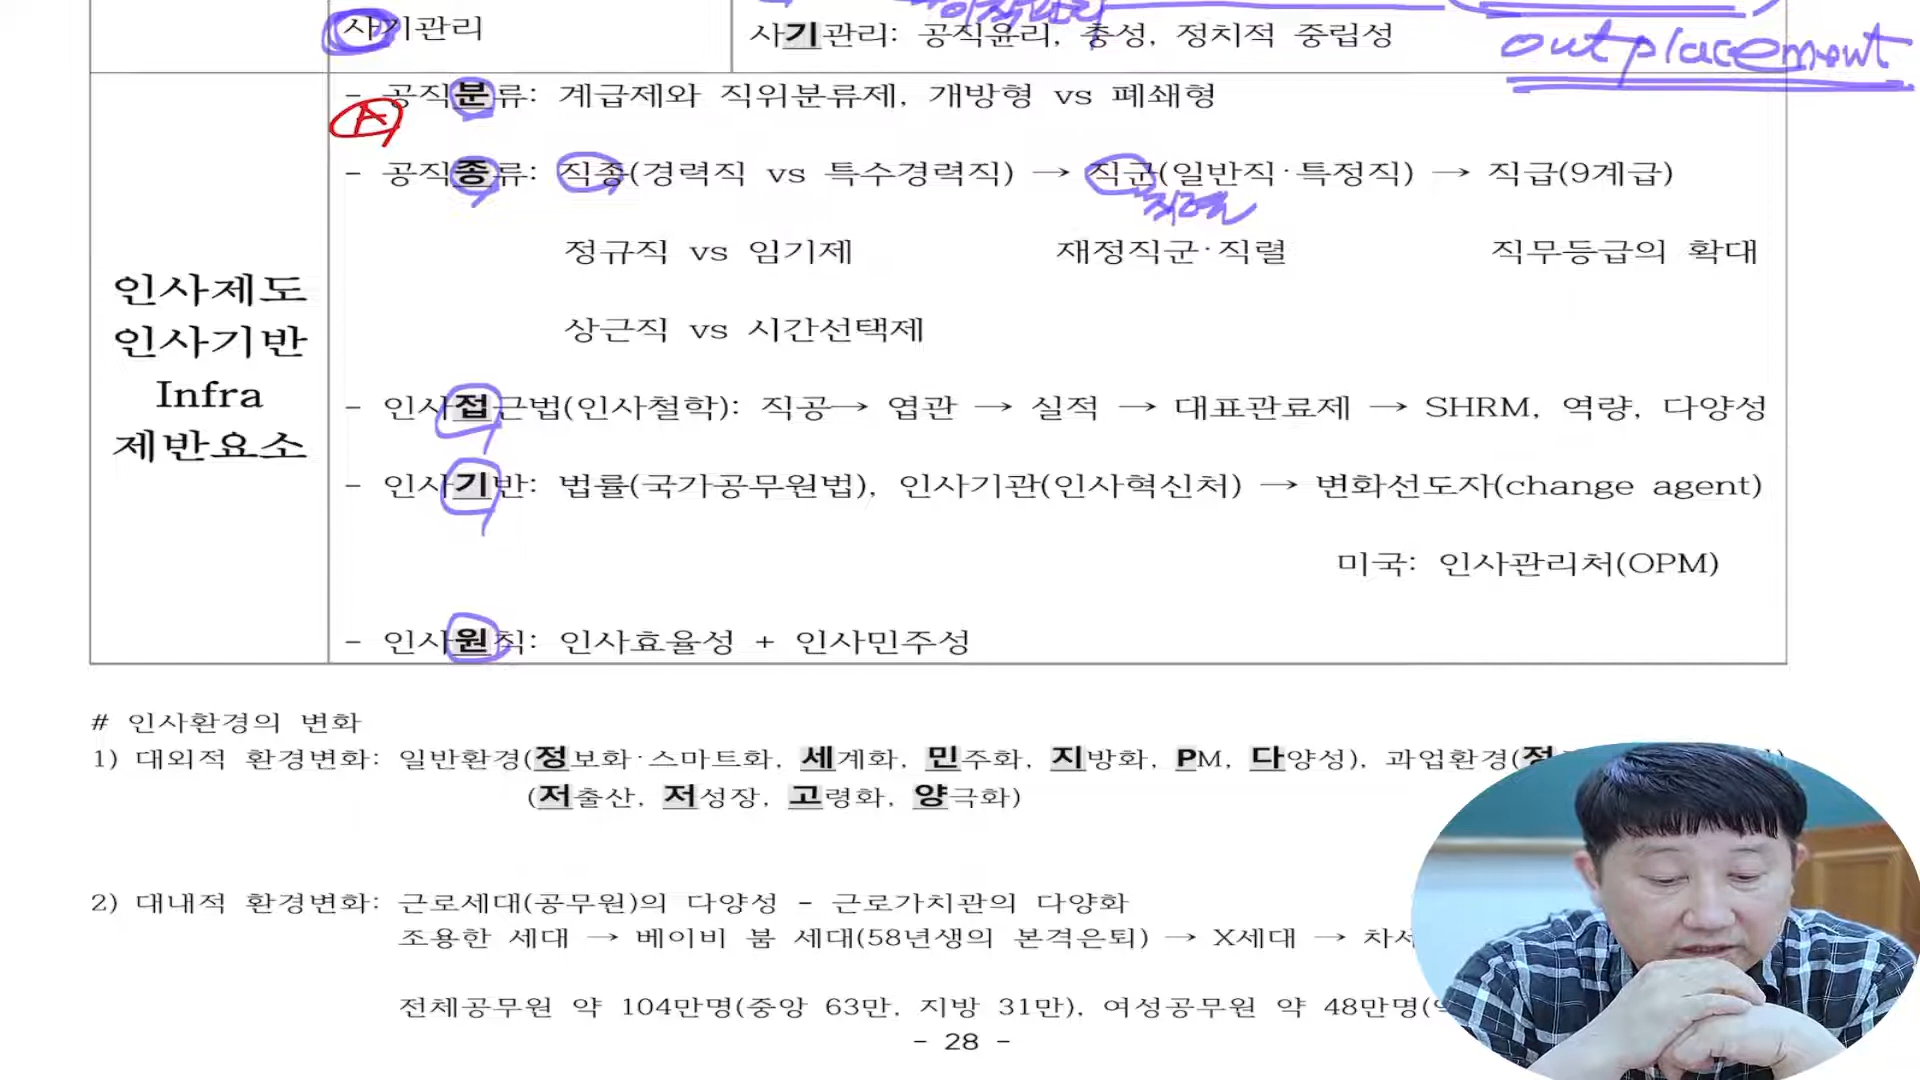 사기관리
사기관리: 공직윤리, 충성, 정치적 중립성
outplacement
- 공직분류: 계급제와 직위분류제, 개방형 vs 폐쇄형
A
- 공직종류: 직종(경력직 vs 특수경력직) → 직군(일반직·특정직) → 직급(9계급)
직렬
정규직 vs 임기제 재정직군·직렬 직무등급의 확대
상근직 vs 시간선택제
인사제도
인사기반
Infra
제반요소
- 인사접근법(인사철학): 직공→ 엽관 → 실적 → 대표관료제 → SHRM, 역량, 다양성
- 인사기반: 법률(국가공무원법), 인사기관(인사혁신처) → 변화선도자(change agent)
미국: 인사관리처(OPM)
- 인사원칙: 인사효율성 + 인사민주성
# 인사환경의 변화
1) 대외적 환경변화: 일반환경(정보화·스마트화, 세계화, 민주화, 지방화, PM, 다양성), 과업환경(정
(저출산, 저성장, 고령화, 양극화)
2) 대내적 환경변화: 근로세대(공무원)의 다양성 - 근로가치관의 다양화
조용한 세대 → 베이비 붐 세대(58년생의 본격은퇴) → X세대 → 차세
전체공무원 약 104만명(중앙 63만, 지방 31만), 여성공무원 약 48만명(
- 28 -